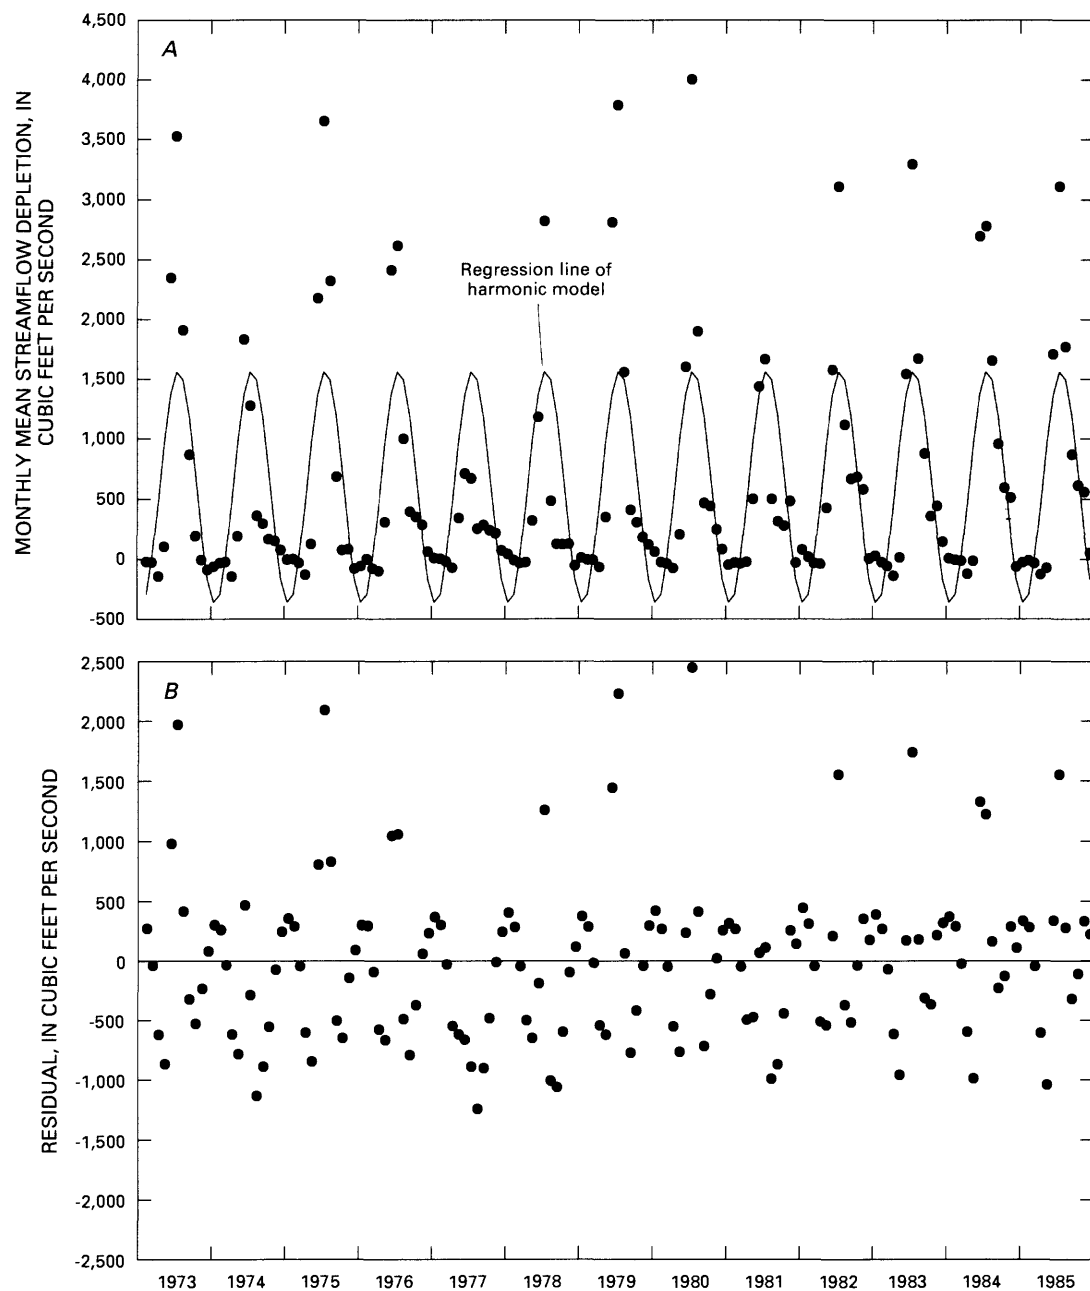 A
MONTHLY MEAN STREAMFLOW DEPLETION, IN
CUBIC FEET PER SECOND
4,500
4,000
3,500
3,000
2,500
2,000
1,500
1,000
500
0
-500
Regression line of
harmonic model
B
RESIDUAL, IN CUBIC FEET PER SECOND
2,500
2,000
1,500
1,000
500
0
-500
-1,000
-1,500
-2,000
-2,500
1973 1974 1975 1976 1977 1978 1979 1980 1981 1982 1983 1984 1985